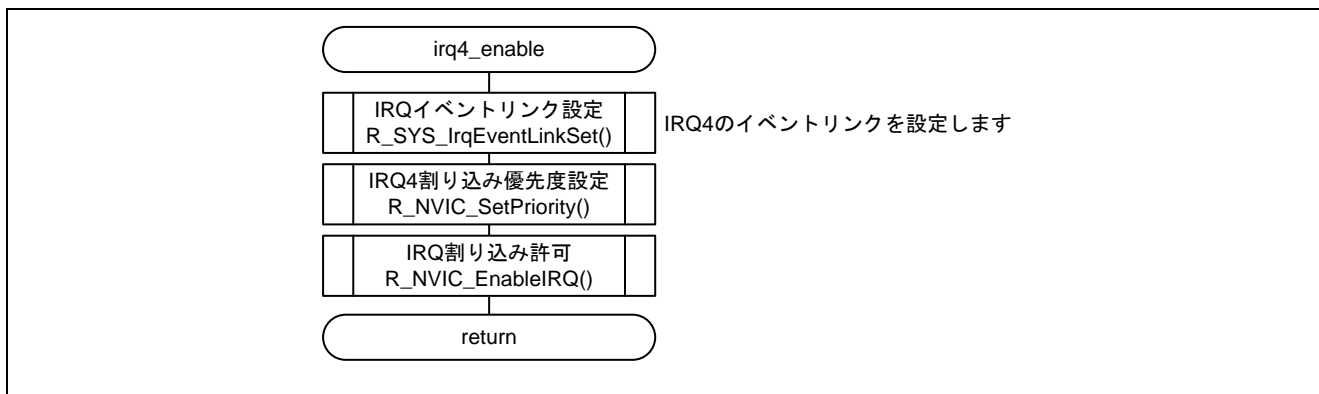 irq4_enable
IRQイベントリンク設定
R_SYS_IrqEventLinkSet()
IRQ4のイベントリンクを設定します
IRQ4割り込み優先度設定
R_NVIC_SetPriority()
IRQ割り込み許可
R_NVIC_EnableIRQ()
return